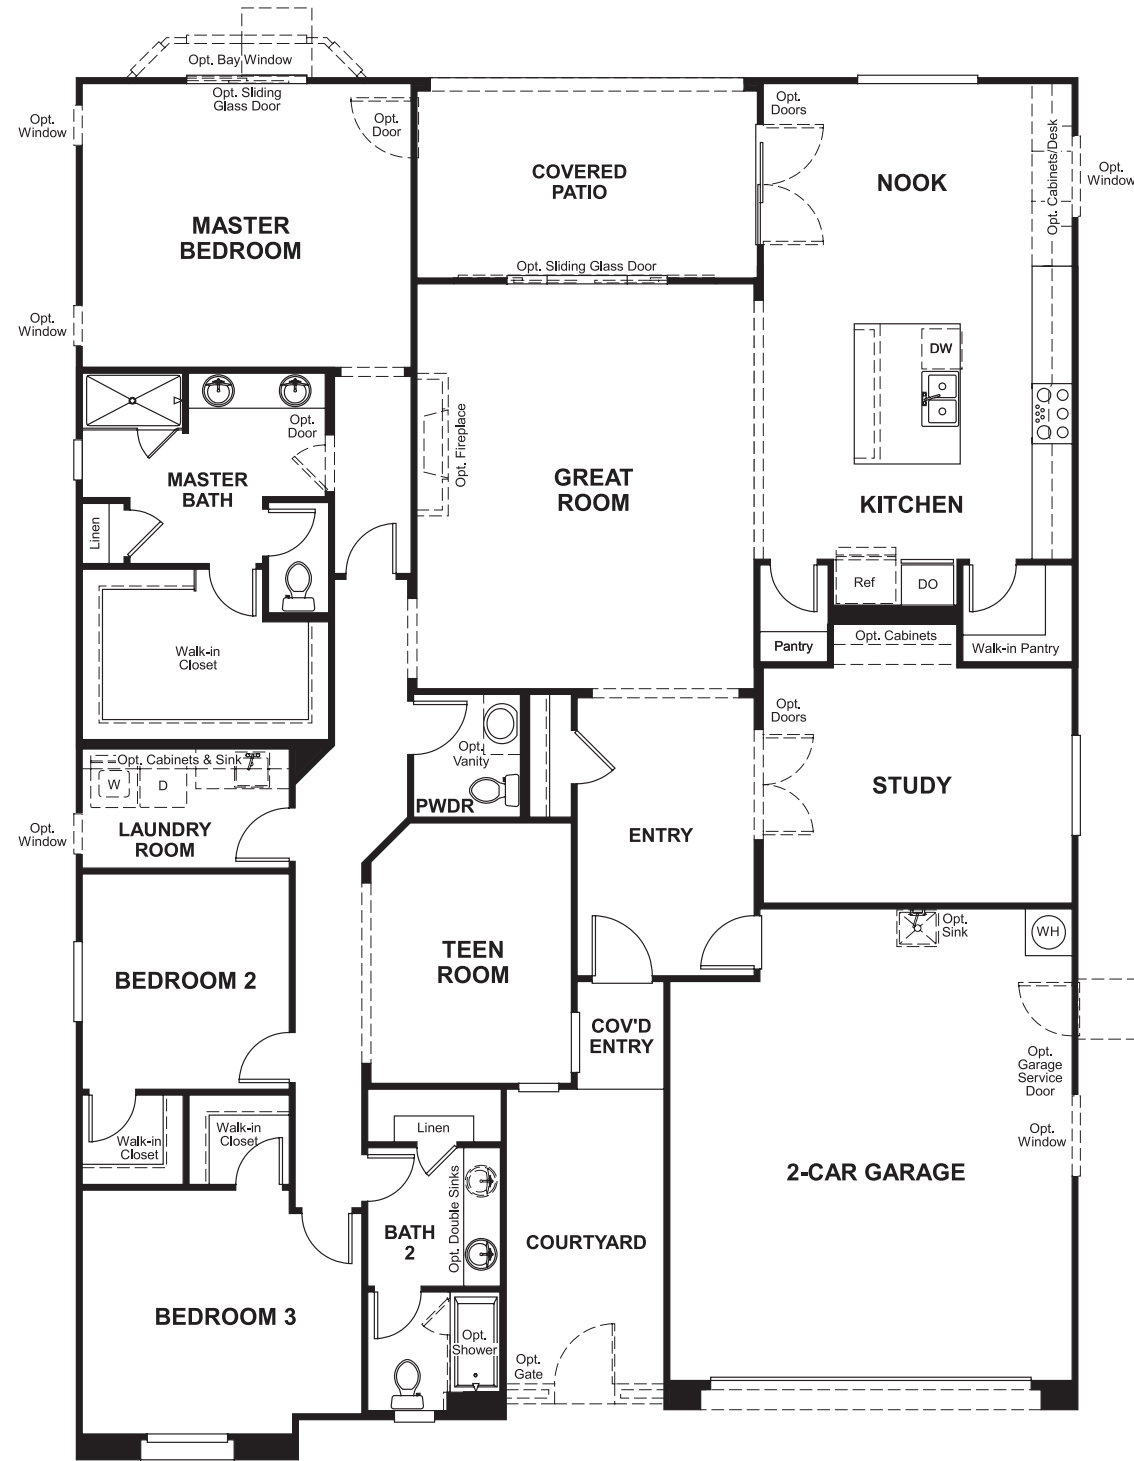 Opt. Bay Window
Opt. Sliding
Glass Door
Opt.
Window
Opt.
Door
Opt.
Doors
COVERED
PATIO
NOOK
Opt. Cabinets/Desk
Opt.
Window
MASTER
BEDROOM
Opt. Sliding Glass Door
Opt.
Window
DW
Opt.
Door
Opt. Fireplace
MASTER
BATH
GREAT
ROOM
KITCHEN
Linen
Ref
DO
Walk-in
Closet
Pantry
Opt. Cabinets
Walk-in Pantry
Opt.
Doors
Opt.
Vanity
PWDR
Opt. Cabinets & Sink
W
D
STUDY
Opt.
Window
LAUNDRY
ROOM
ENTRY
Opt.
Sink
WH
TEEN
ROOM
BEDROOM 2
COV'D
ENTRY
Opt.
Garage
Service
Door
Walk-in
Closet
Walk-in
Closet
Linen
Opt.
Window
2-CAR GARAGE
Opt. Double Sinks
BATH
2
COURTYARD
BEDROOM 3
Opt.
Shower
Opt.
Gate